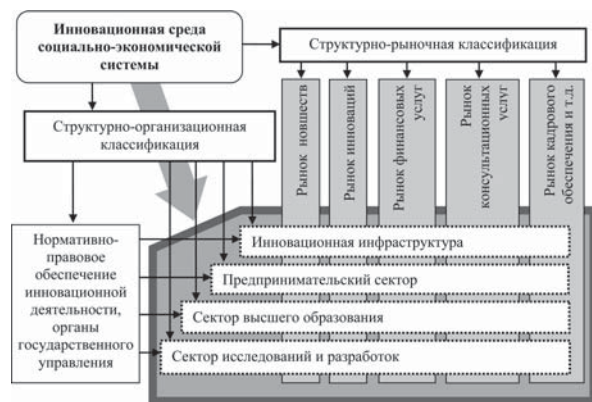 Инновационная среда
социально-экономической
системы
Структурно-рыночная классификация
Структурно-организационная
классификация
Рынок новшеств
Рынок инноваций
Рынок финансовых
услуг
Рынок
консультационных
услуг
Рынок кадрового
обеспечения и т.д.
Нормативно-
правовое
обеспечение
инновационной
деятельности,
органы
государственного
управления
Инновационная инфраструктура
Предпринимательский сектор
Сектор высшего образования
Сектор исследований и разработок